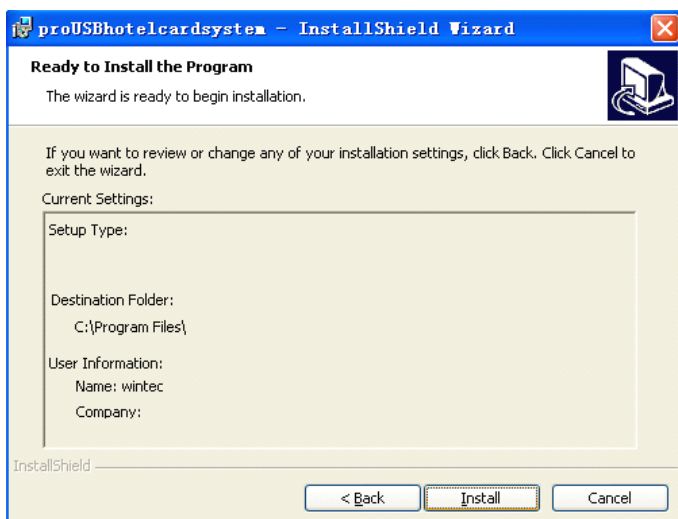 proUSBhotelcardsystem - InstallShield Wizard
Ready to Install the Program
The wizard is ready to begin installation.
If you want to review or change any of your installation settings, click Back. Click Cancel to
exit the wizard.
Current Settings:
Setup Type:
Destination Folder:
C:\Program Files\
User Information:
Name: wintec
Company:
InstallShield
< Back
Install
Cancel